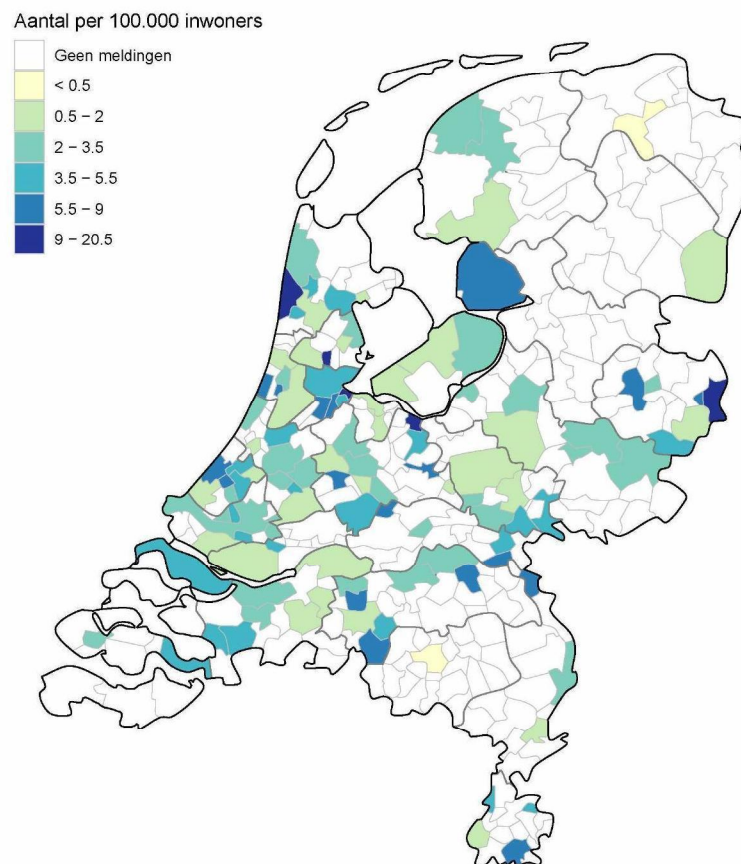 Aantal per 100.000 inwoners
Geen meldingen
< 0.5
0.5 – 2
2 – 3.5
3.5 – 5.5
5.5 – 9
9 – 20.5